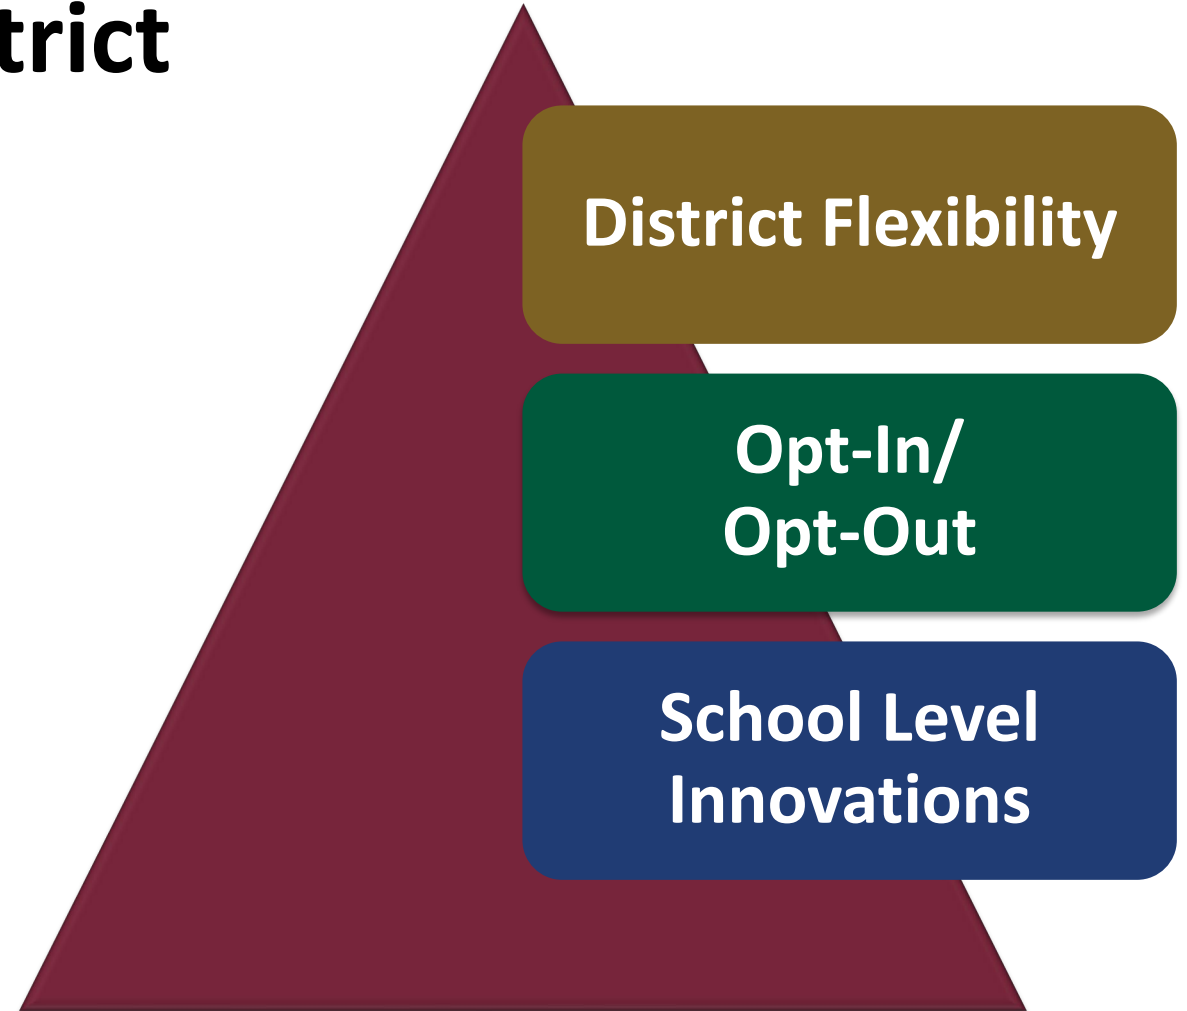 trict
District Flexibility
Opt-In/
Opt-Out
School Level
Innovations